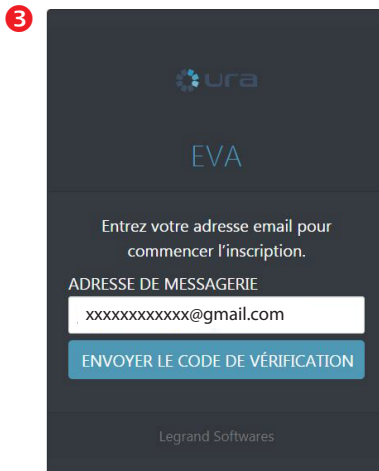 3
ura
EVA
Entrez votre adresse email pour
commencer l'inscription.
ADRESSE DE MESSAGERIE
xxxxxxxxxxxx@gmail.com
ENVOYER LE CODE DE VÉRIFICATION
Legrand Softwares